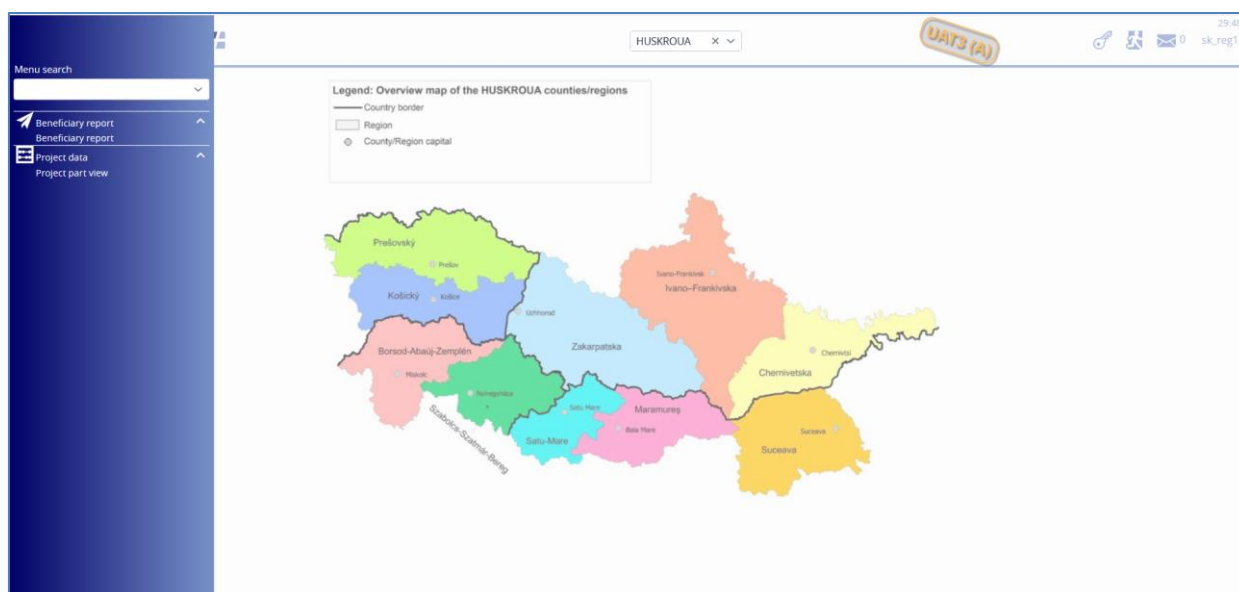 HUSKROUA
UAT3 (A)
29:48
0
sk_reg1
Menu search
Beneficiary report
Beneficiary report
Project data
Project part view
Legend: Overview map of the HUSKROUA counties/regions
Country border
Region
County/Region capital
Prešovský
Prešov
Košický
Košice
Borsod-Abaúj-Zemplén
Miskolc
Nyíregyháza
Szabolcs-Szatmár-Bereg
Uzhhorod
Zakarpatska
Ivano-Frankivsk
Ivano–Frankivska
Chernivtsi
Chernivetska
Satu Mare
Satu-Mare
Maramureş
Baia Mare
Suceava
Suceava